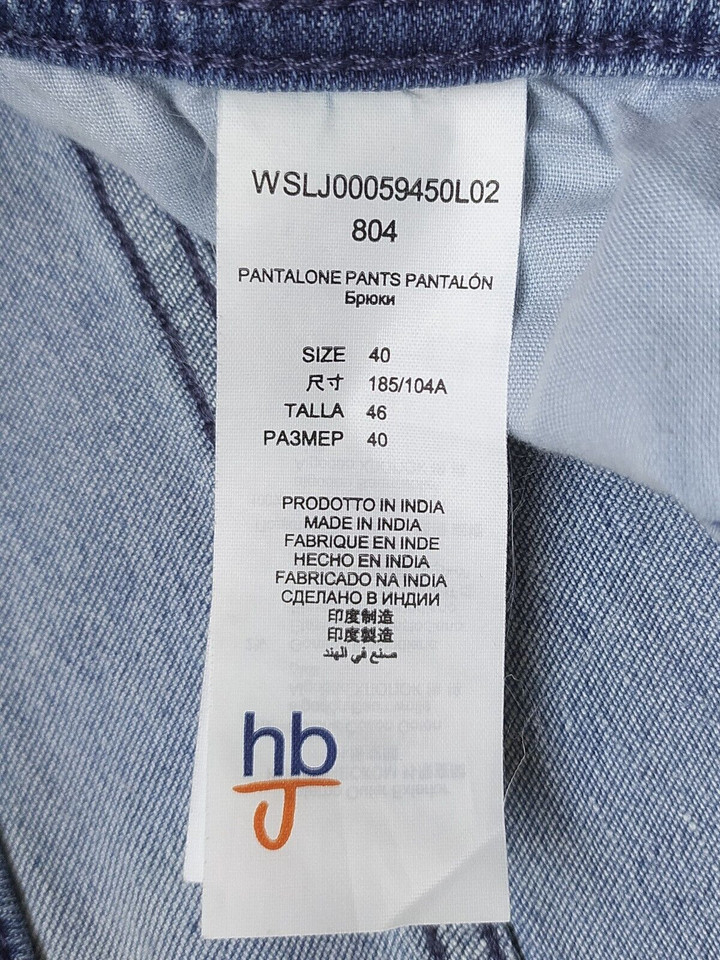 WSLJ00059450L02
804
PANTALONE PANTS PANTALÓN
Брюки
SIZE 40
尺寸 185/104A
TALLA 46
РАЗМЕР 40
PRODOTTO IN INDIA
MADE IN INDIA
FABRIQUE EN INDE
HECHO EN INDIA
FABRICADO NA INDIA
СДЕЛАНО В ИНДИИ
印度制造
印度製造
صنع في الهند
hb
J